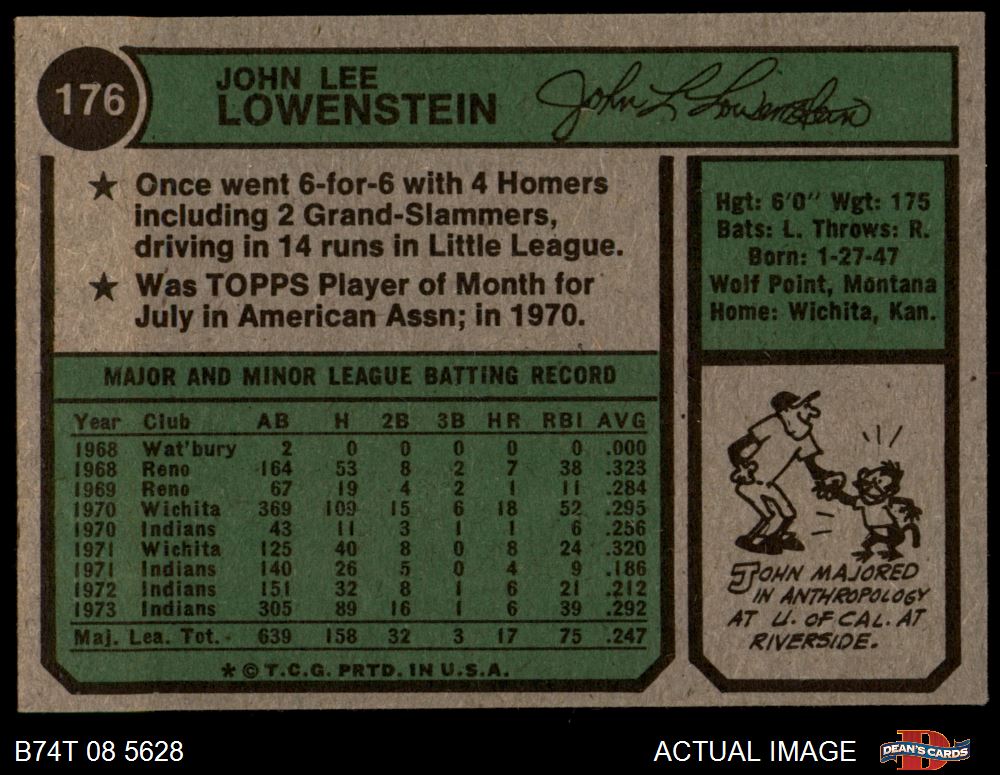 176
JOHN LEE
LOWENSTEIN
John L Lowenstein
★ Once went 6-for-6 with 4 Homers
including 2 Grand-Slammers,
driving in 14 runs in Little League.
★ Was TOPPS Player of Month for
July in American Assn; in 1970.
Hgt: 6'0" Wgt: 175
Bats: L. Throws: R.
Born: 1-27-47
Wolf Point, Montana
Home: Wichita, Kan.
MAJOR AND MINOR LEAGUE BATTING RECORD
Year Club AB H 2B 3B HR RBI AVG
1968 Wat'bury 2 0 0 0 0 0 .000
1968 Reno 164 53 8 2 7 38 .323
1969 Reno 67 19 4 2 1 11 .284
1970 Wichita 369 109 15 6 18 52 .295
1970 Indians 43 11 3 1 1 6 .256
1971 Wichita 125 40 8 0 8 24 .320
1971 Indians 140 26 5 0 4 9 .186
1972 Indians 151 32 8 1 6 21 .212
1973 Indians 305 89 16 1 6 39 .292
Maj. Lea. Tot. 639 158 32 3 17 75 .247
* © T.C.G. PRTD. IN U.S.A.
JOHN MAJORED
IN ANTHROPOLOGY
AT U. OF CAL. AT
RIVERSIDE.
B74T 08 5628
ACTUAL IMAGE
DEAN'S CARDS